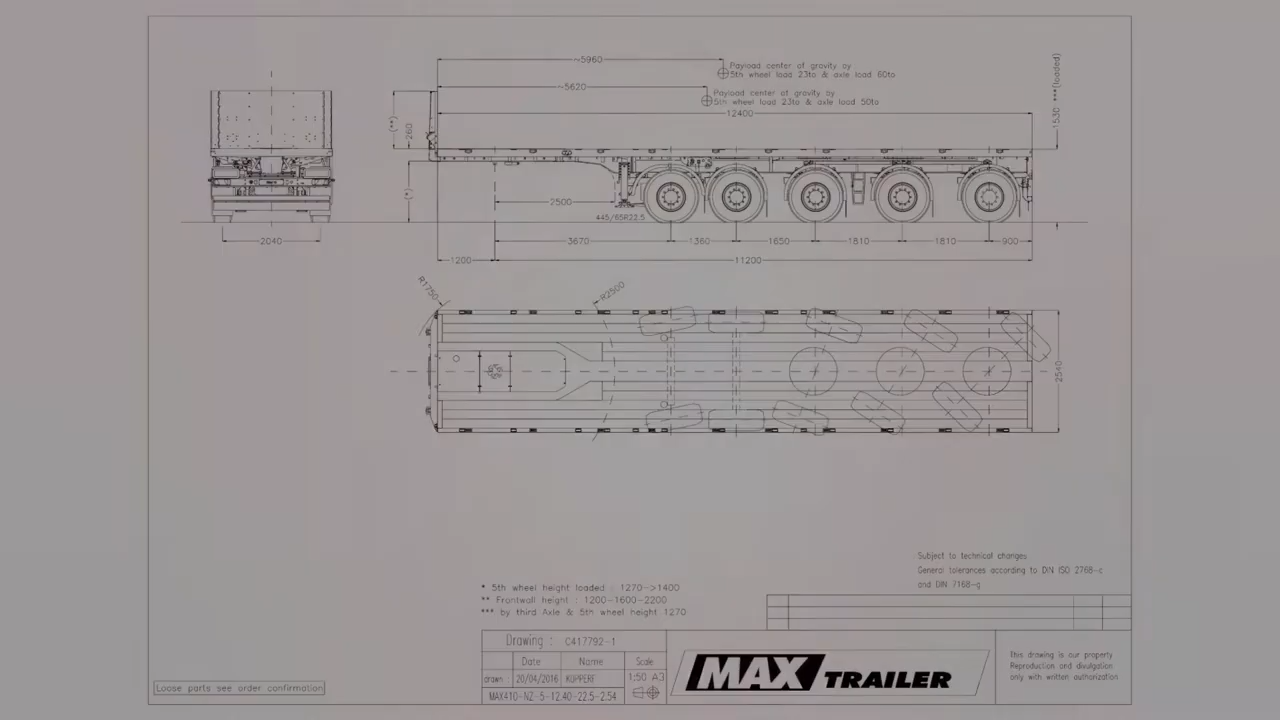 ~5960
Payload center of gravity by
5th wheel load 23to & axle load 60to
~5620
Payload center of gravity by
5th wheel load 23to & axle load 50to
12400
1530 ***(loaded)
(**)
260
(*)
2500
445/65R22.5
2040
3670
1360
1650
1810
1810
900
1200
11200
R1750
R2500
2540
Subject to technical changes
General tolerances according to DIN ISO 2768-c
and DIN 7168-g
* 5th wheel height loaded : 1270->1400
** Frontwall height : 1200-1600-2200
*** by third Axle & 5th wheel height 1270
Drawing : C417792-1
Date Name Scale
drawn : 20/04/2016 KUPPERF 1:50 A3
MAX410-NZ-5-12.40-22.5-2.54
MAX TRAILER
This drawing is our property
Reproduction and divulgation
only with written authorization
Loose parts see order confirmation